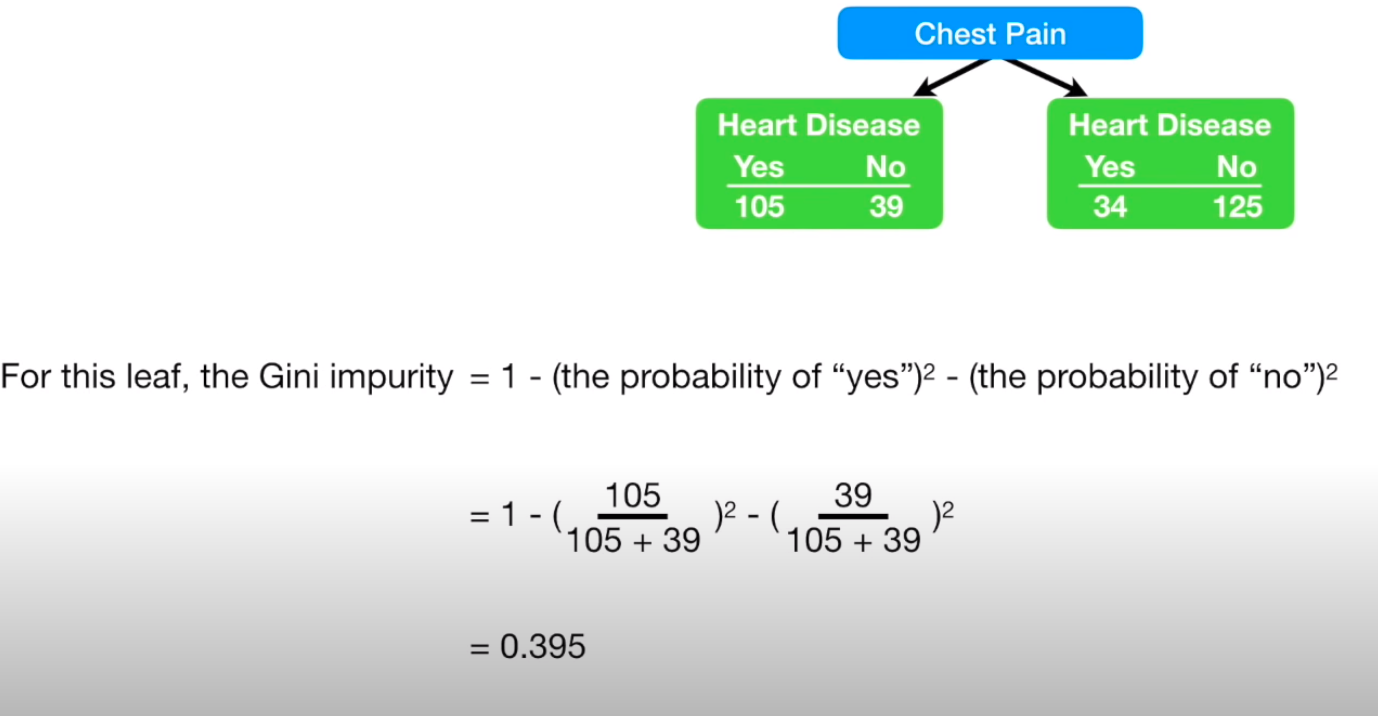 Chest Pain
Heart Disease
Yes No
105 39
Heart Disease
Yes No
34 125
For this leaf, the Gini impurity = 1 - (the probability of “yes”)² - (the probability of “no”)²
= 1 - ( 105 / 105 + 39 )² - ( 39 / 105 + 39 )²
= 0.395